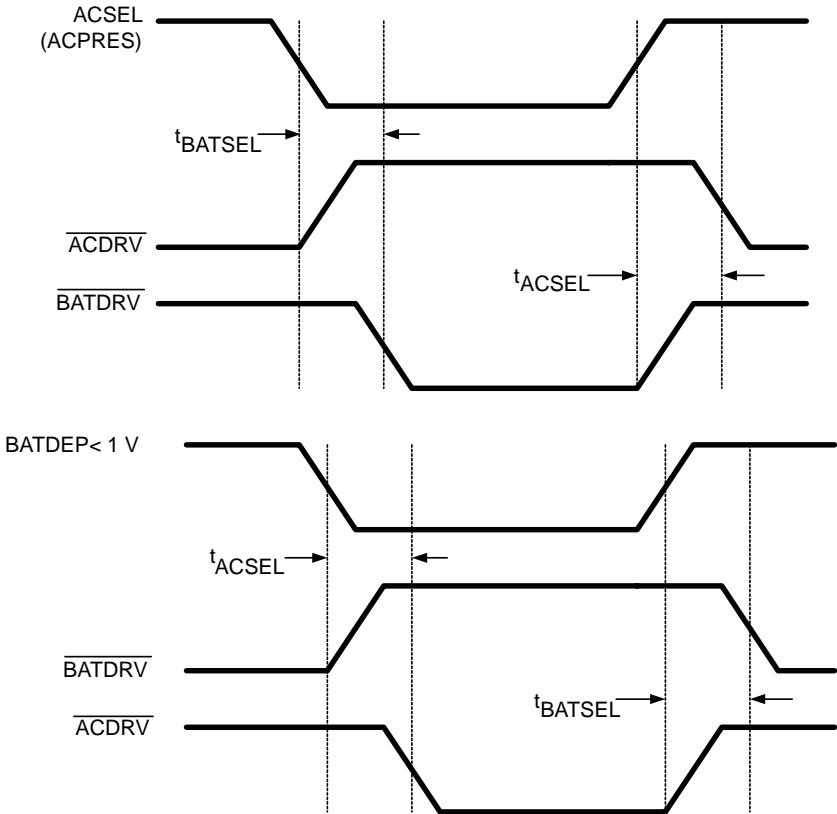 ACSEL
(ACPRES)
tBATSEL
ACDRV
tACSEL
BATDRV
BATDEP< 1 V
tACSEL
BATDRV
tBATSEL
ACDRV